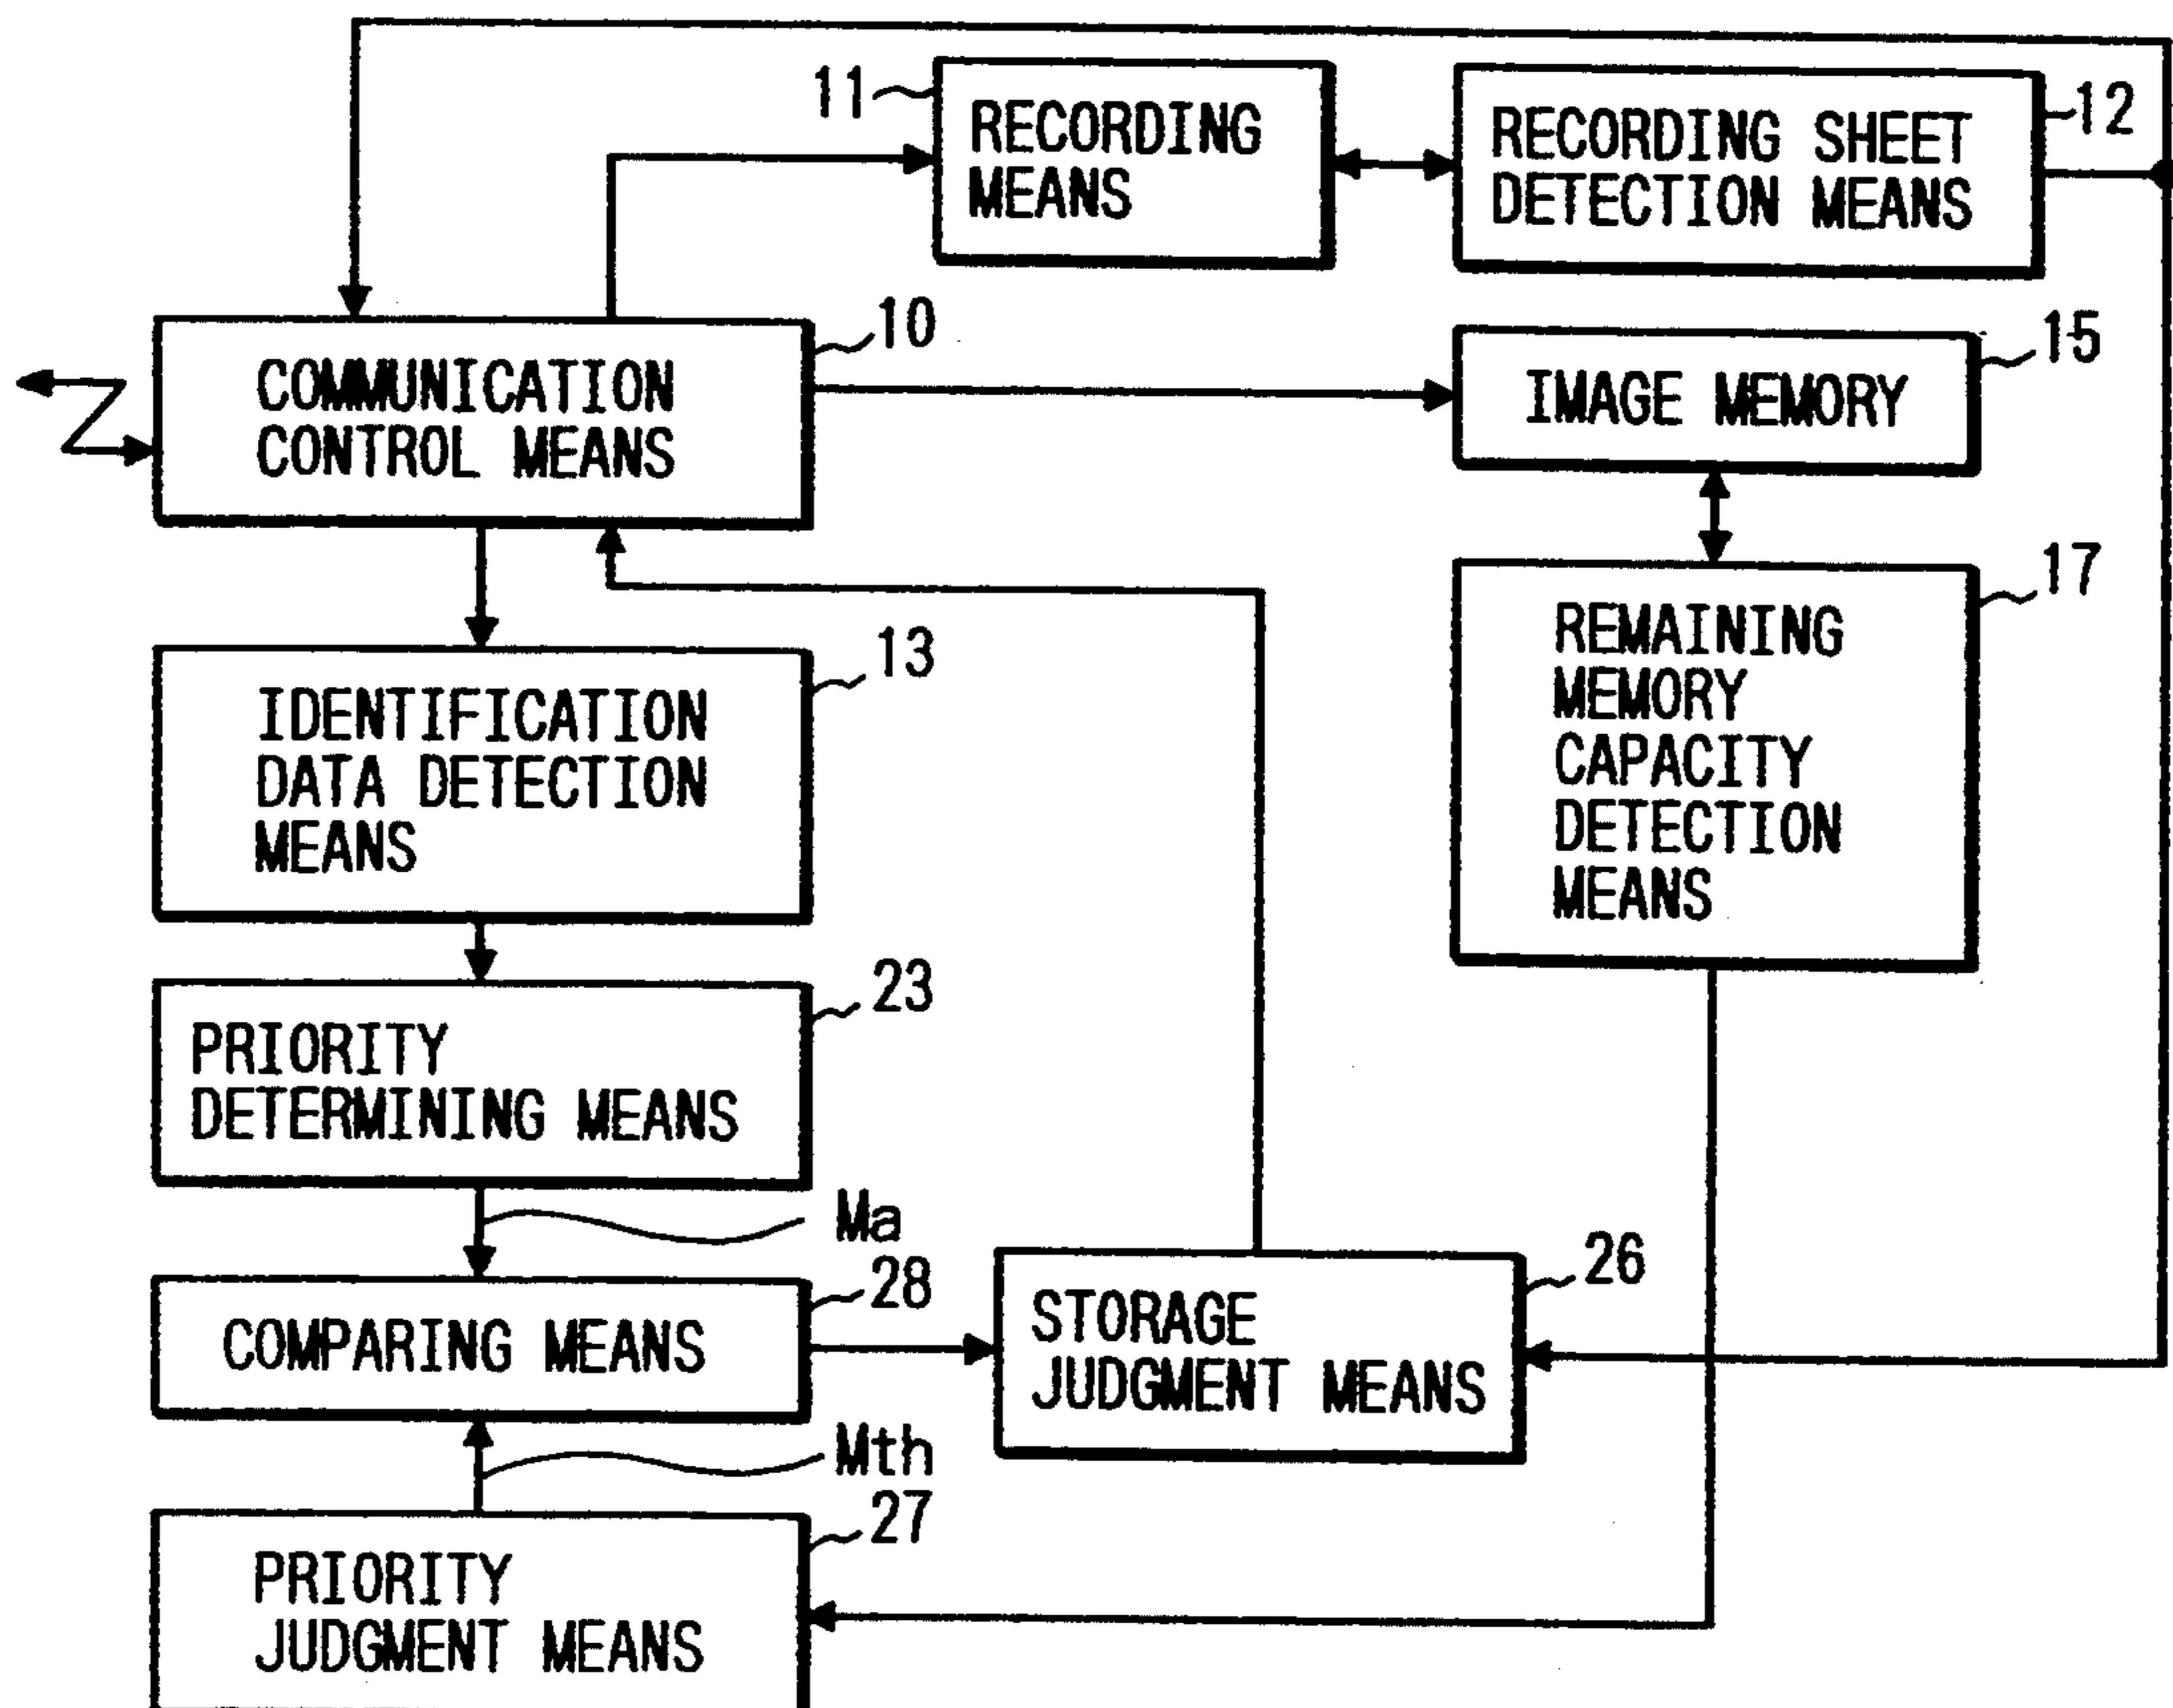 11
RECORDING
MEANS
12
RECORDING SHEET
DETECTION MEANS
10
COMMUNICATION
CONTROL MEANS
15
IMAGE MEMORY
13
IDENTIFICATION
DATA DETECTION
MEANS
17
REMAINING
MEMORY
CAPACITY
DETECTION
MEANS
23
PRIORITY
DETERMINING MEANS
Ma
28
COMPARING MEANS
26
STORAGE
JUDGMENT MEANS
Mth
27
PRIORITY
JUDGMENT MEANS